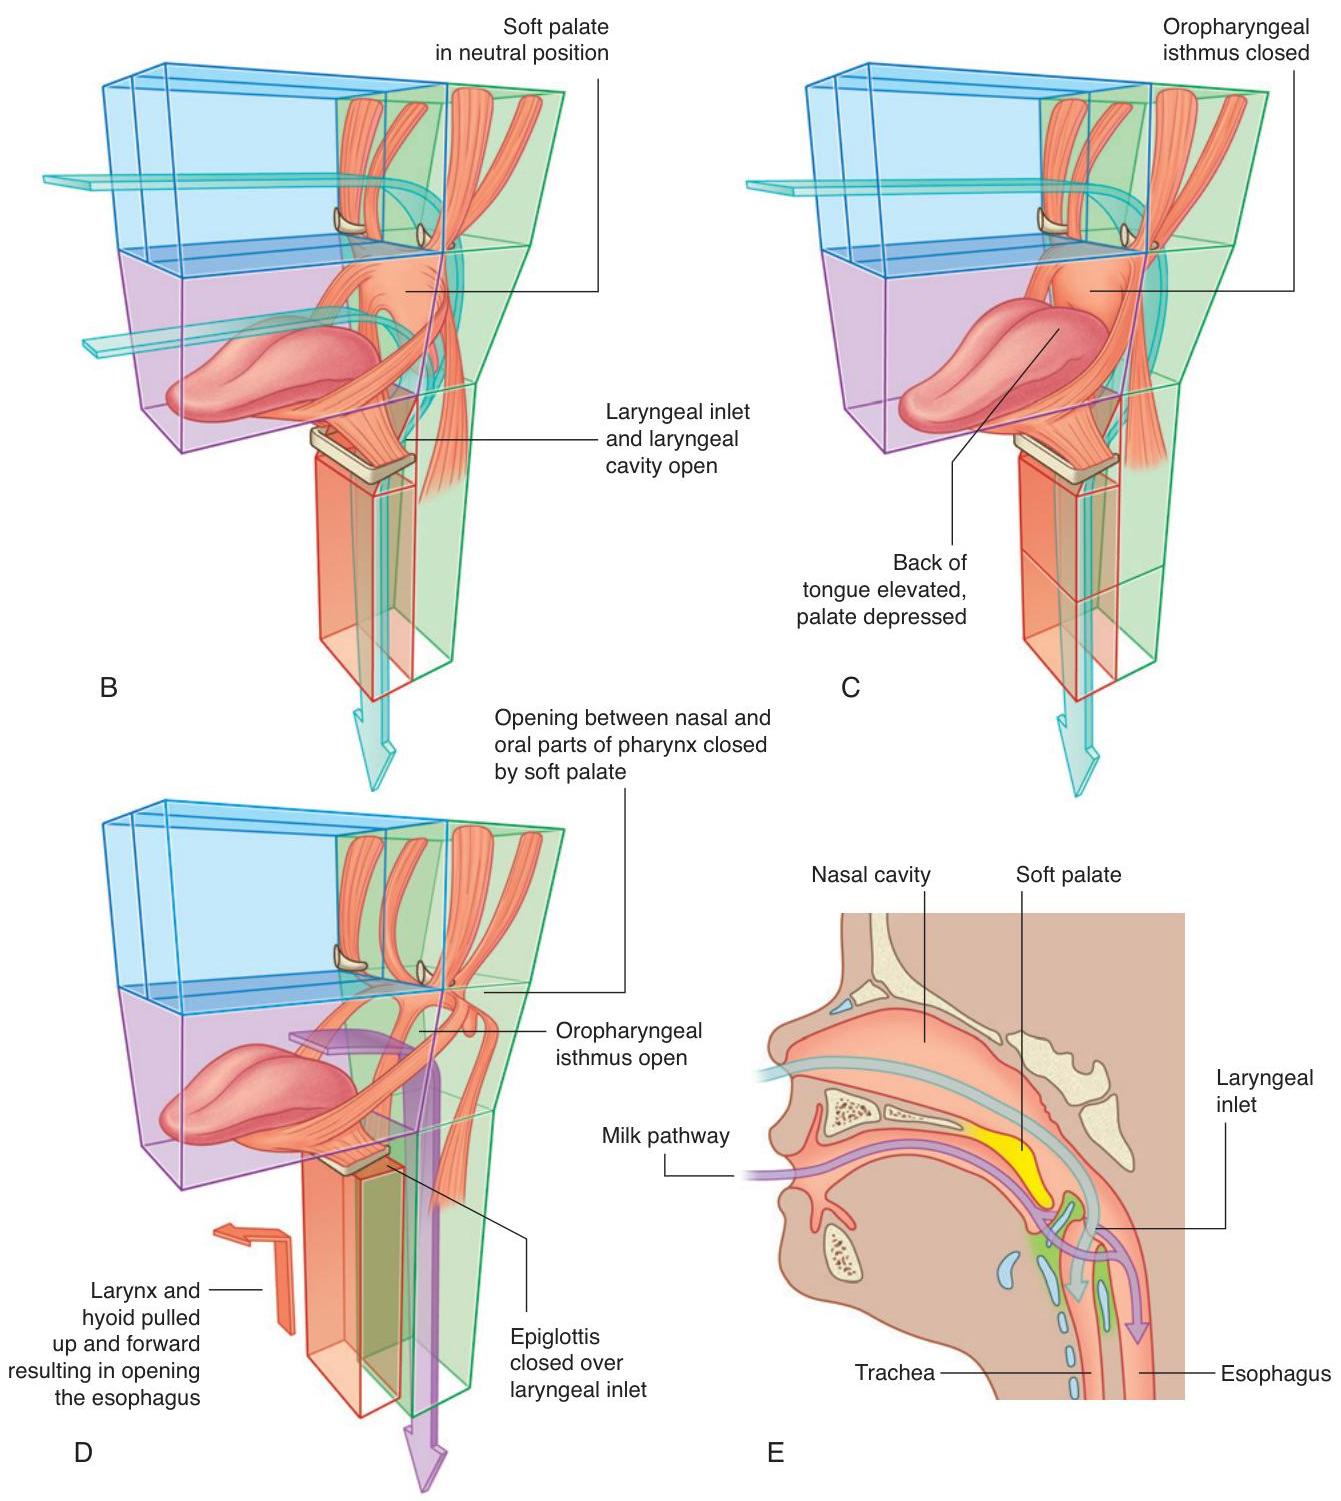 Soft palate
in neutral position
Oropharyngeal
isthmus closed
Laryngeal inlet
and laryngeal
cavity open
Back of
tongue elevated,
palate depressed
B
C
Opening between nasal and
oral parts of pharynx closed
by soft palate
Oropharyngeal
isthmus open
Larynx and
hyoid pulled
up and forward
resulting in opening
the esophagus
Epiglottis
closed over
laryngeal inlet
D
Nasal cavity
Soft palate
Laryngeal
inlet
Milk pathway
Trachea
Esophagus
E